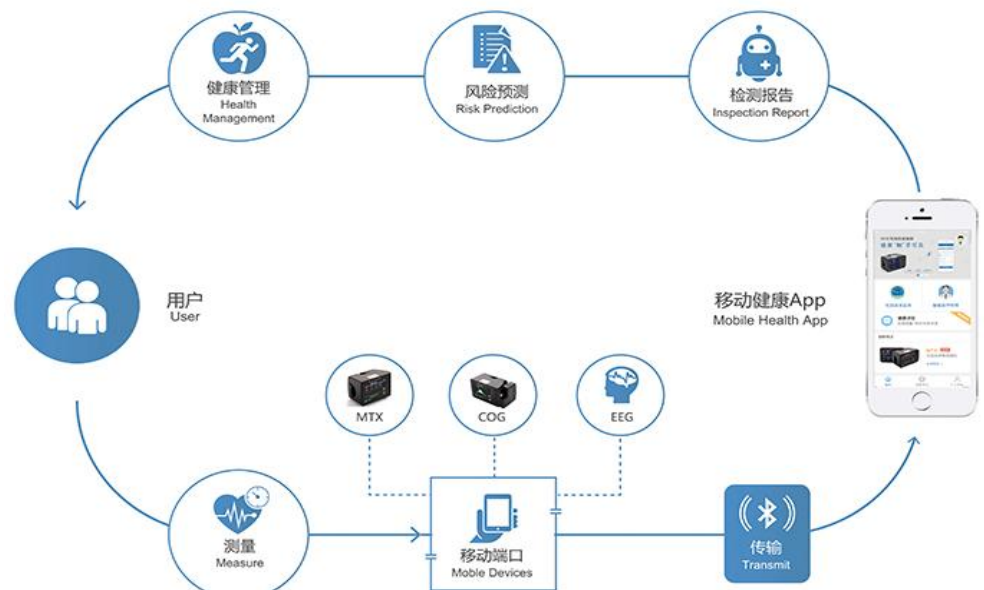 健康管理
Health
Management
风险预测
Risk Prediction
检测报告
Inspection Report
用户
User
移动健康App
Mobile Health App
MTX
COG
EEG
测量
Measure
移动端口
Moble Devices
传输
Transmit